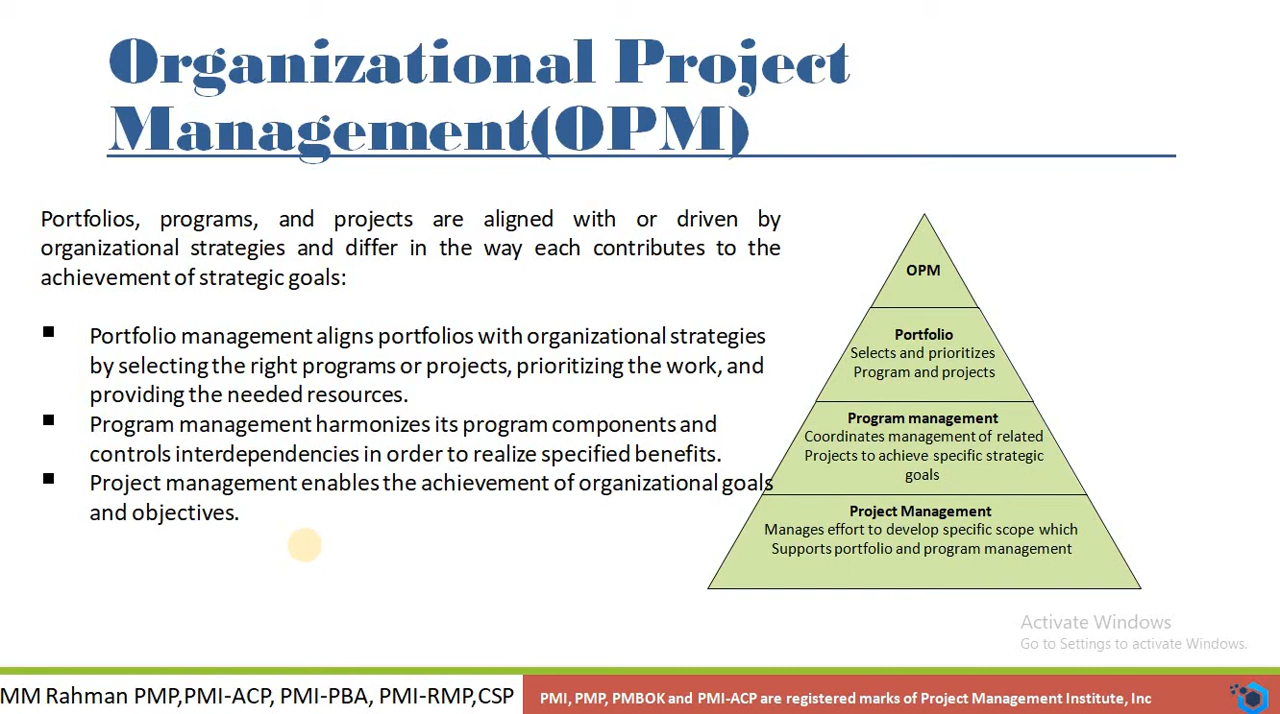 Organizational Project
Management(OPM)
Portfolios, programs, and projects are aligned with or driven by
organizational strategies and differ in the way each contributes to the
achievement of strategic goals:
▪ Portfolio management aligns portfolios with organizational strategies
by selecting the right programs or projects, prioritizing the work, and
providing the needed resources.
▪ Program management harmonizes its program components and
controls interdependencies in order to realize specified benefits.
▪ Project management enables the achievement of organizational goals
and objectives.
OPM
Portfolio
Selects and prioritizes
Program and projects
Program management
Coordinates management of related
Projects to achieve specific strategic
goals
Project Management
Manages effort to develop specific scope which
Supports portfolio and program management
Activate Windows
Go to Settings to activate Windows.
MM Rahman PMP,PMI-ACP, PMI-PBA, PMI-RMP,CSP
PMI, PMP, PMBOK and PMI-ACP are registered marks of Project Management Institute, Inc